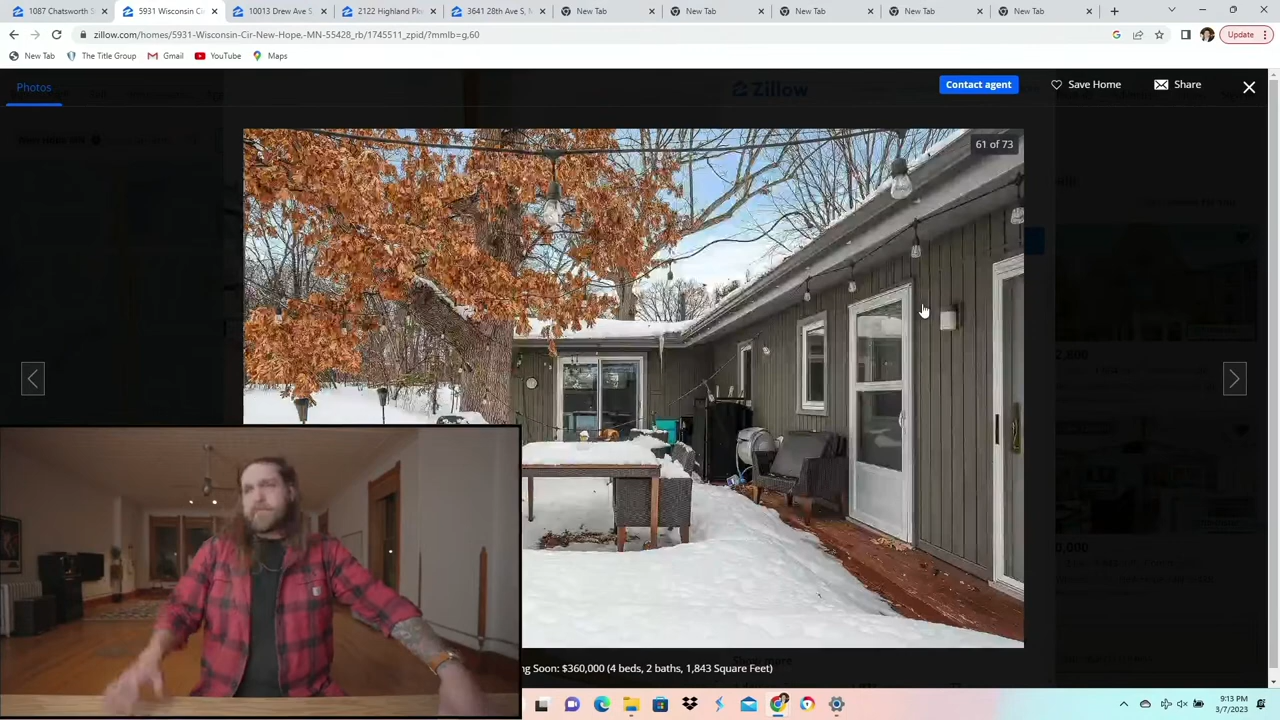 1087 Chatsworth S
5931 Wisconsin Ci
10013 Drew Ave S
2122 Highland Pk
3641 28th Ave S, M
New Tab
New Tab
New Tab
New Tab
New Tab
zillow.com/homes/5931-Wisconsin-Cir-New-Hope,-MN-55428_rb/1745511_zpid/?mmlb=g,60
Update
New Tab
The Title Group
Gmail
YouTube
Maps
Photos
Zillow
Contact agent
Save Home
Share
61 of 73
ng Soon: $360,000 (4 beds, 2 baths, 1,843 Square Feet)
9:13 PM
3/7/2023